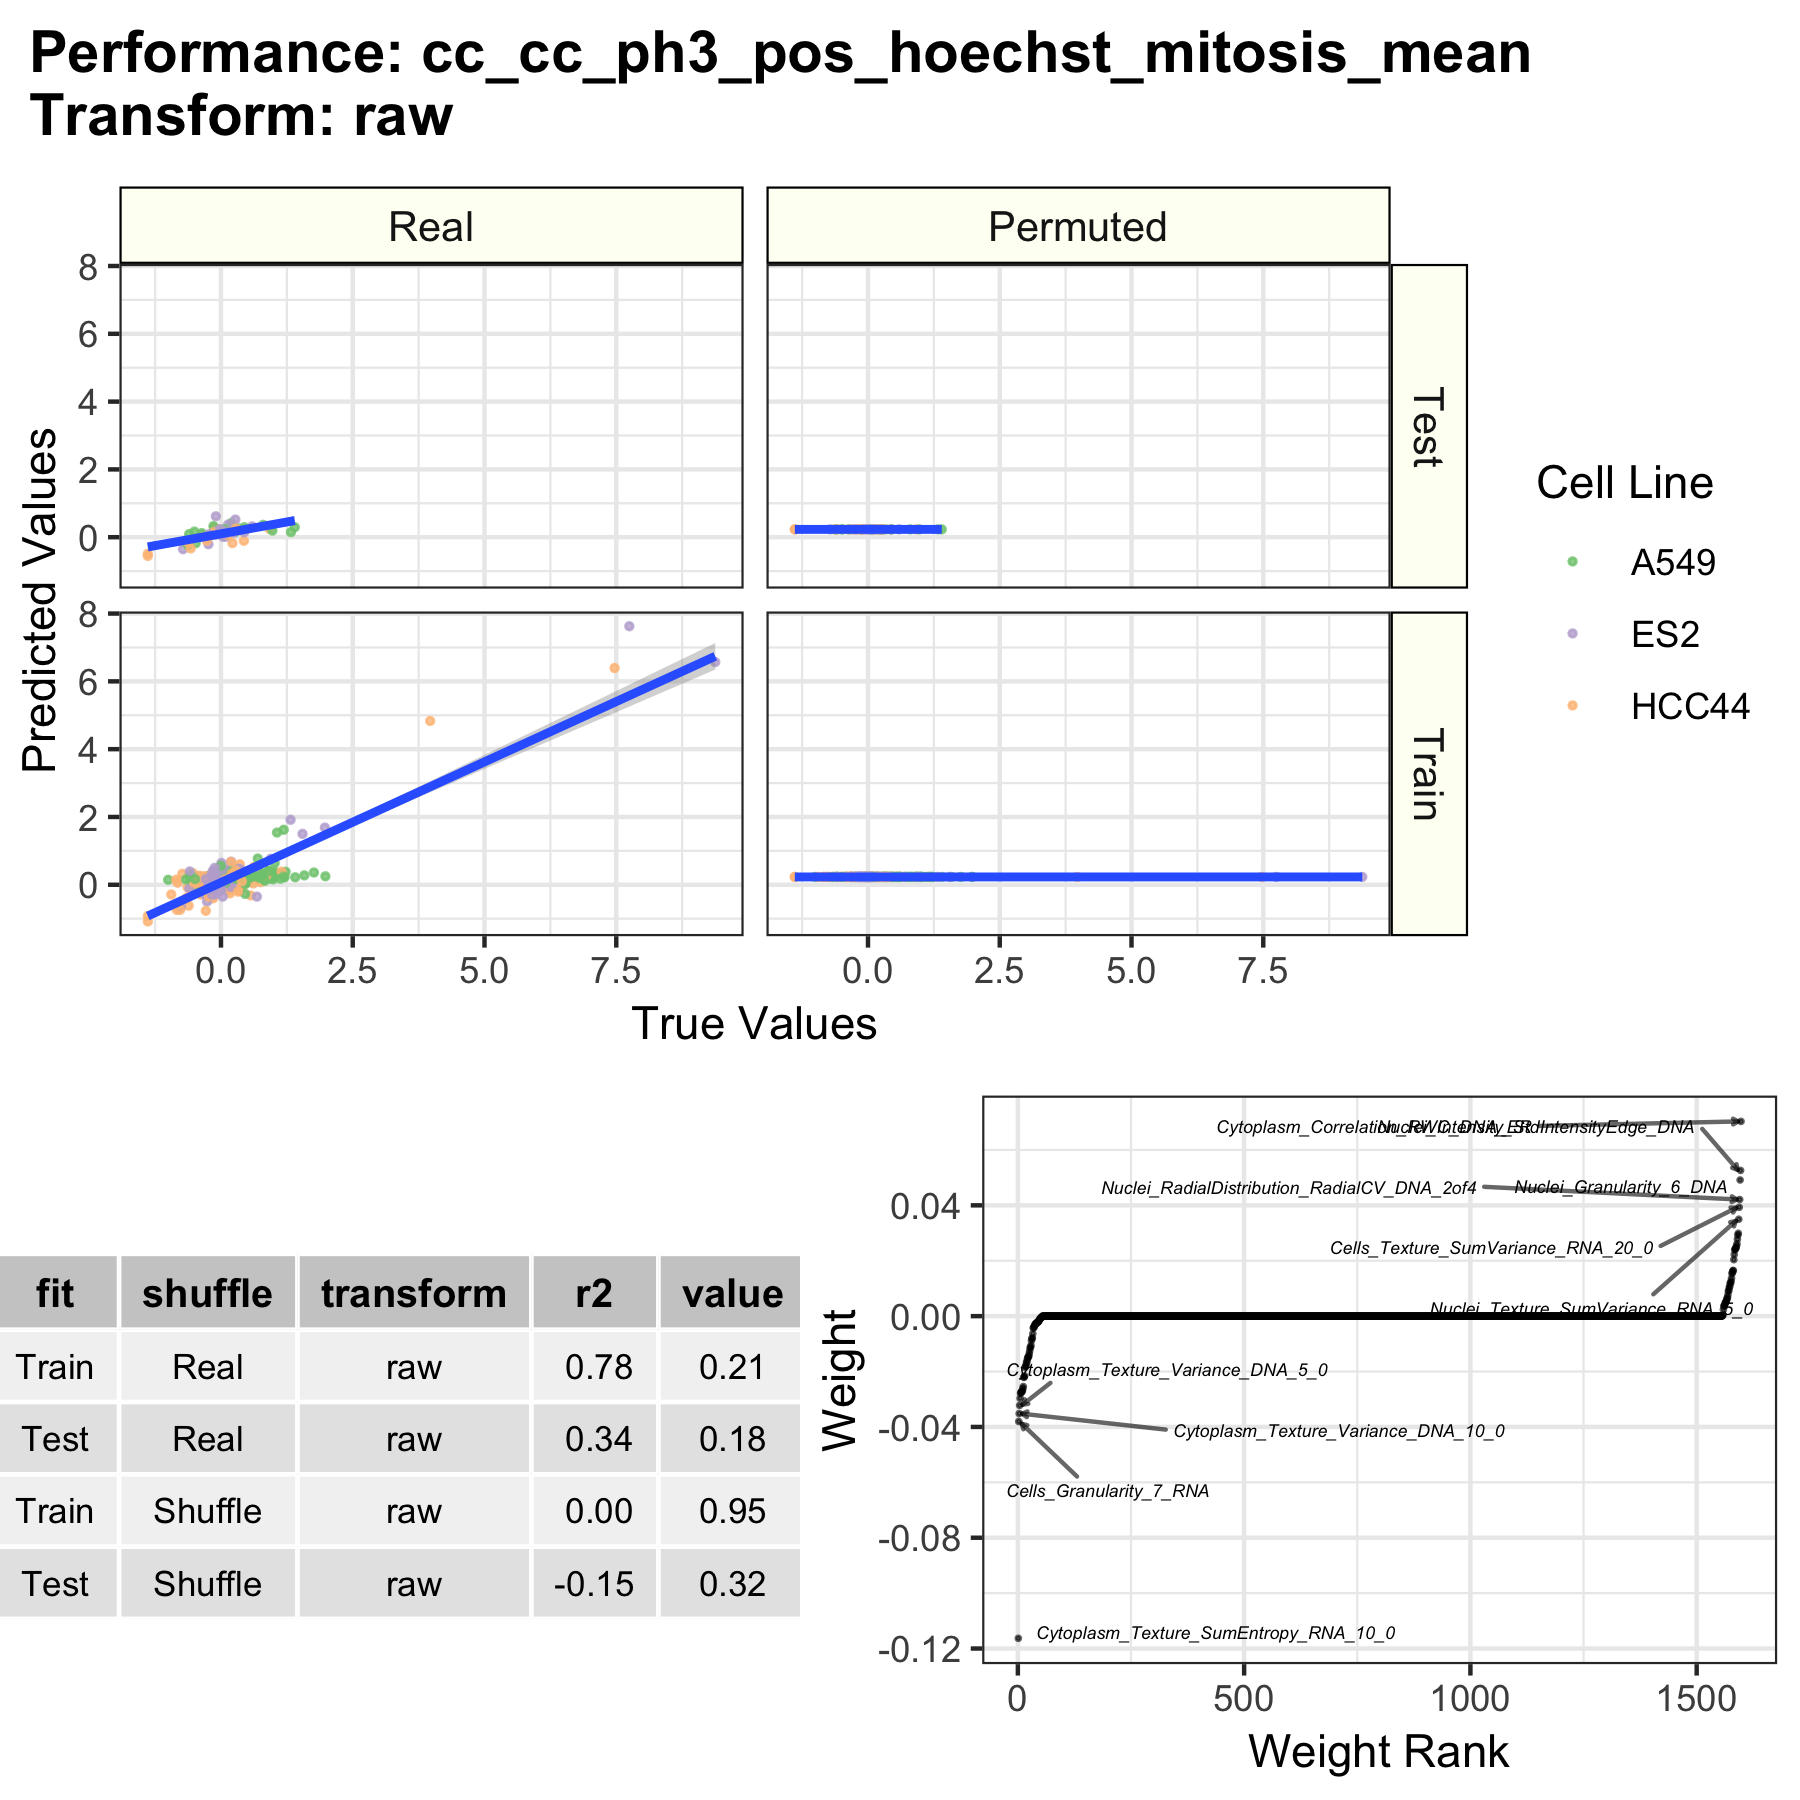 Performance: cc_cc_ph3_pos_hoechst_mitosis_mean
Transform: raw
Real
Permuted
8
6
4
2
0
Test
8
6
4
2
0
Train
0.0
2.5
5.0
7.5
0.0
2.5
5.0
7.5
Predicted Values
True Values
Cell Line
A549
ES2
HCC44
fit shuffle transform r2 value
Train Real raw 0.78 0.21
Test Real raw 0.34 0.18
Train Shuffle raw 0.00 0.95
Test Shuffle raw -0.15 0.32
Weight
0.04
0.00
-0.04
-0.08
-0.12
Cytoplasm_Correlation_RWC_DNA_ER
Nuclei_Intensity_StdIntensityEdge_DNA
Nuclei_RadialDistribution_RadialCV_DNA_2of4
Nuclei_Granularity_6_DNA
Cells_Texture_SumVariance_RNA_20_0
Nuclei_Texture_SumVariance_RNA_5_0
Cytoplasm_Texture_Variance_DNA_5_0
Cytoplasm_Texture_Variance_DNA_10_0
Cells_Granularity_7_RNA
Cytoplasm_Texture_SumEntropy_RNA_10_0
0
500
1000
1500
Weight Rank